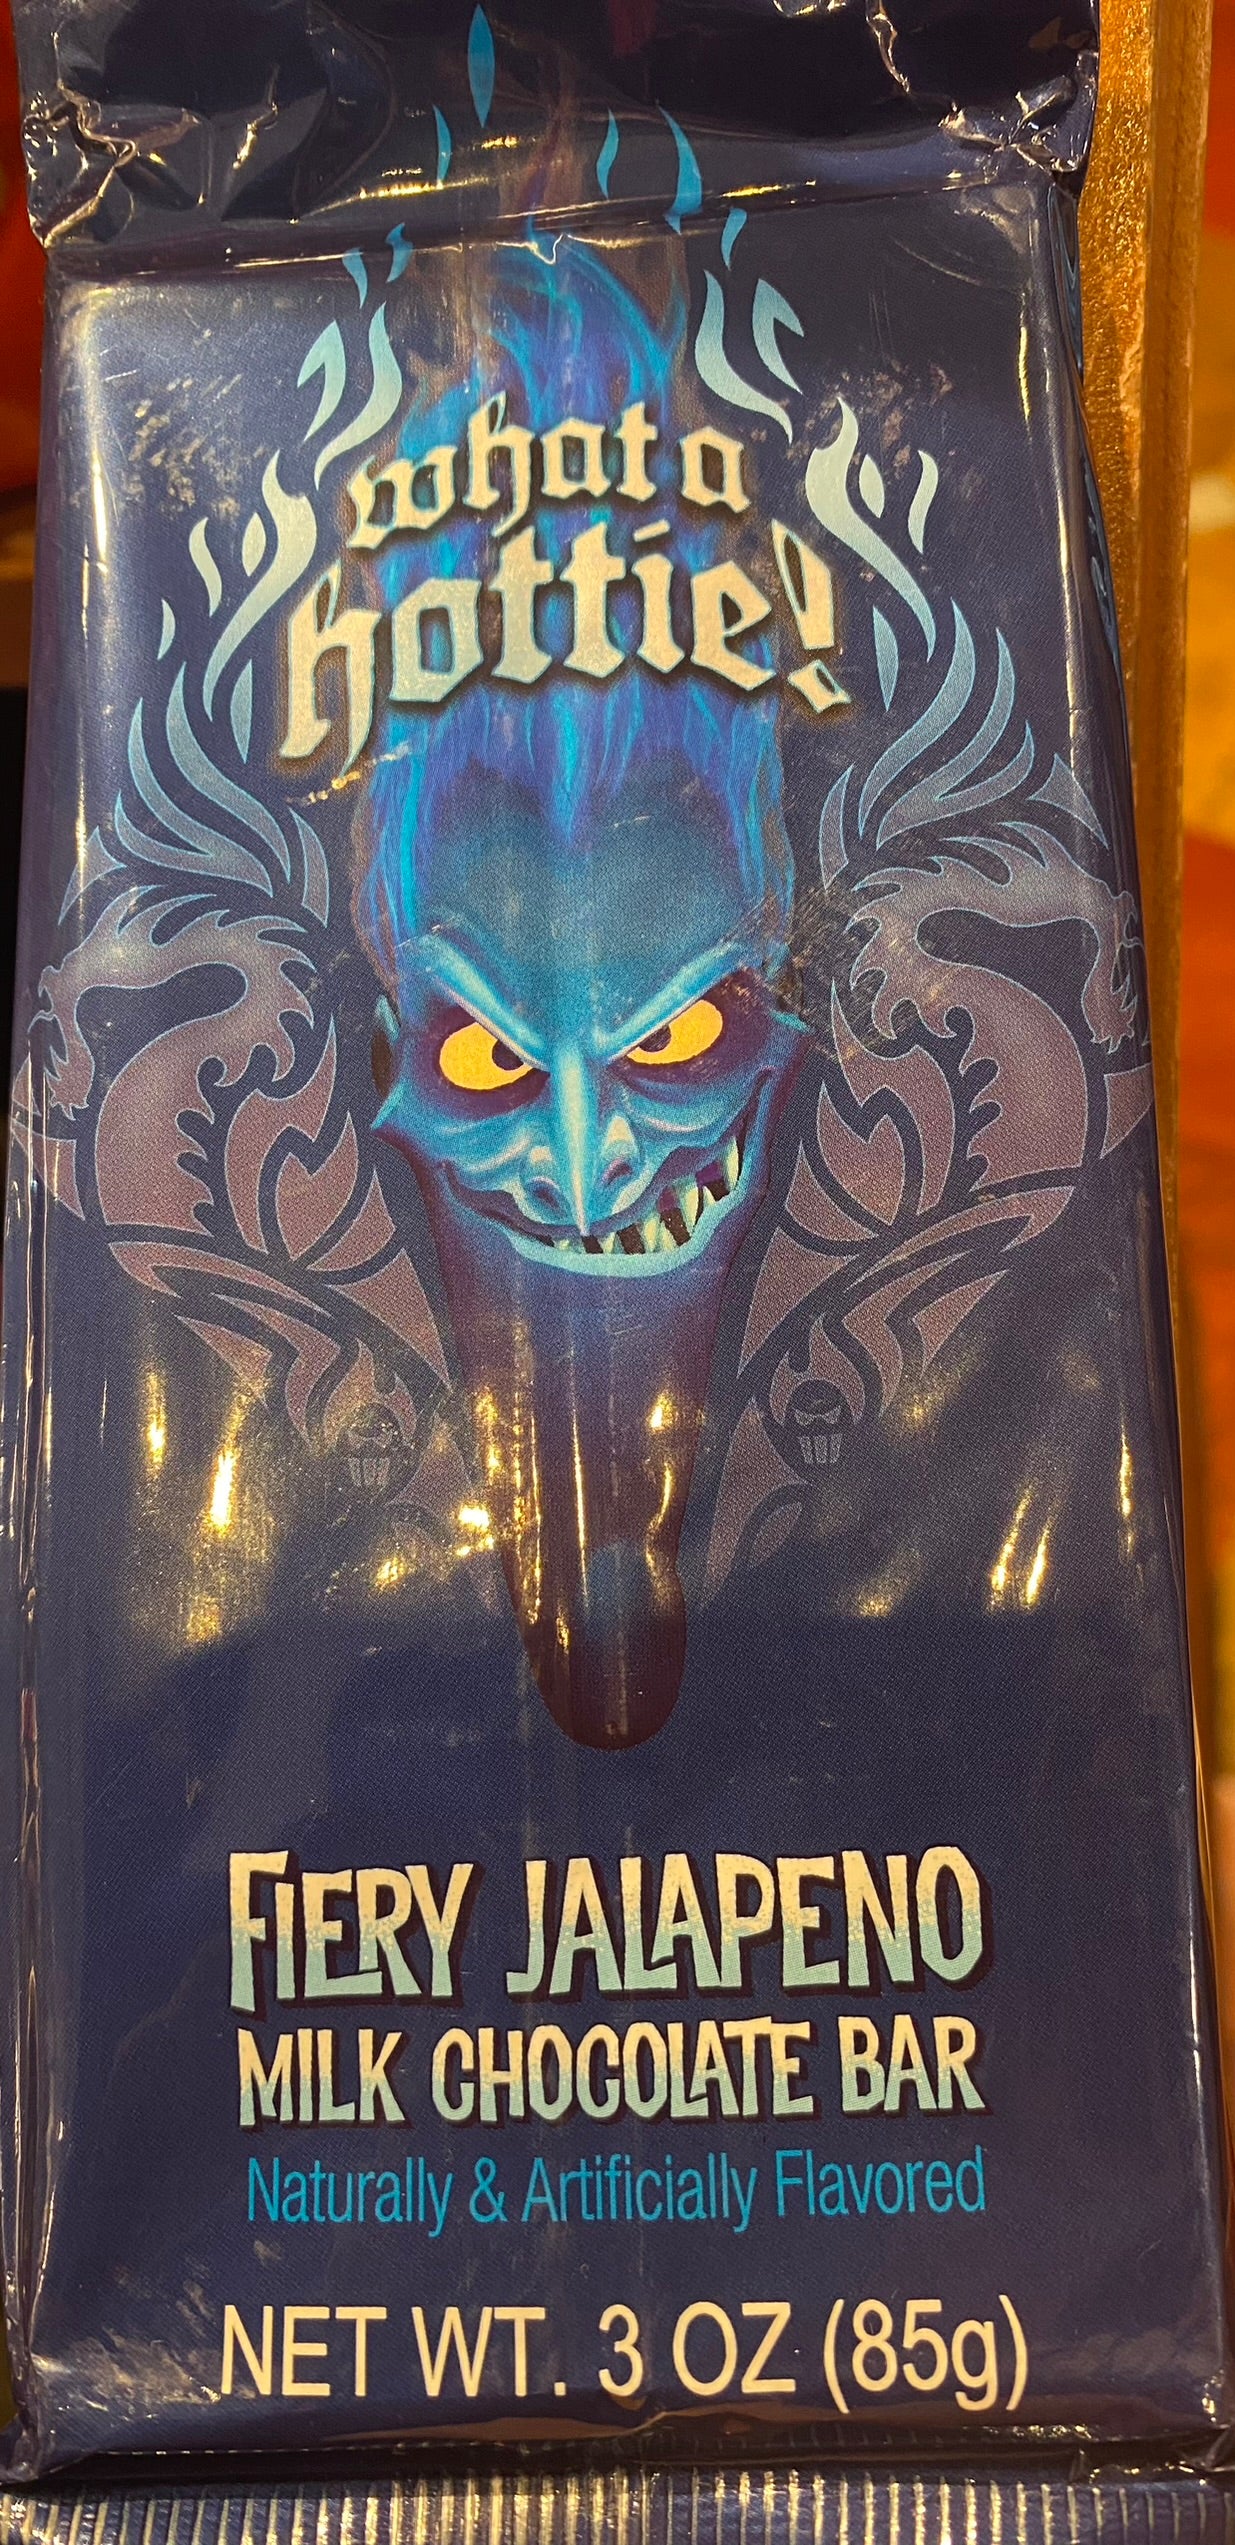 what a
hottie!
FIERY JALAPENO
MILK CHOCOLATE BAR
Naturally & Artificially Flavored
NET WT. 3 OZ (85g)